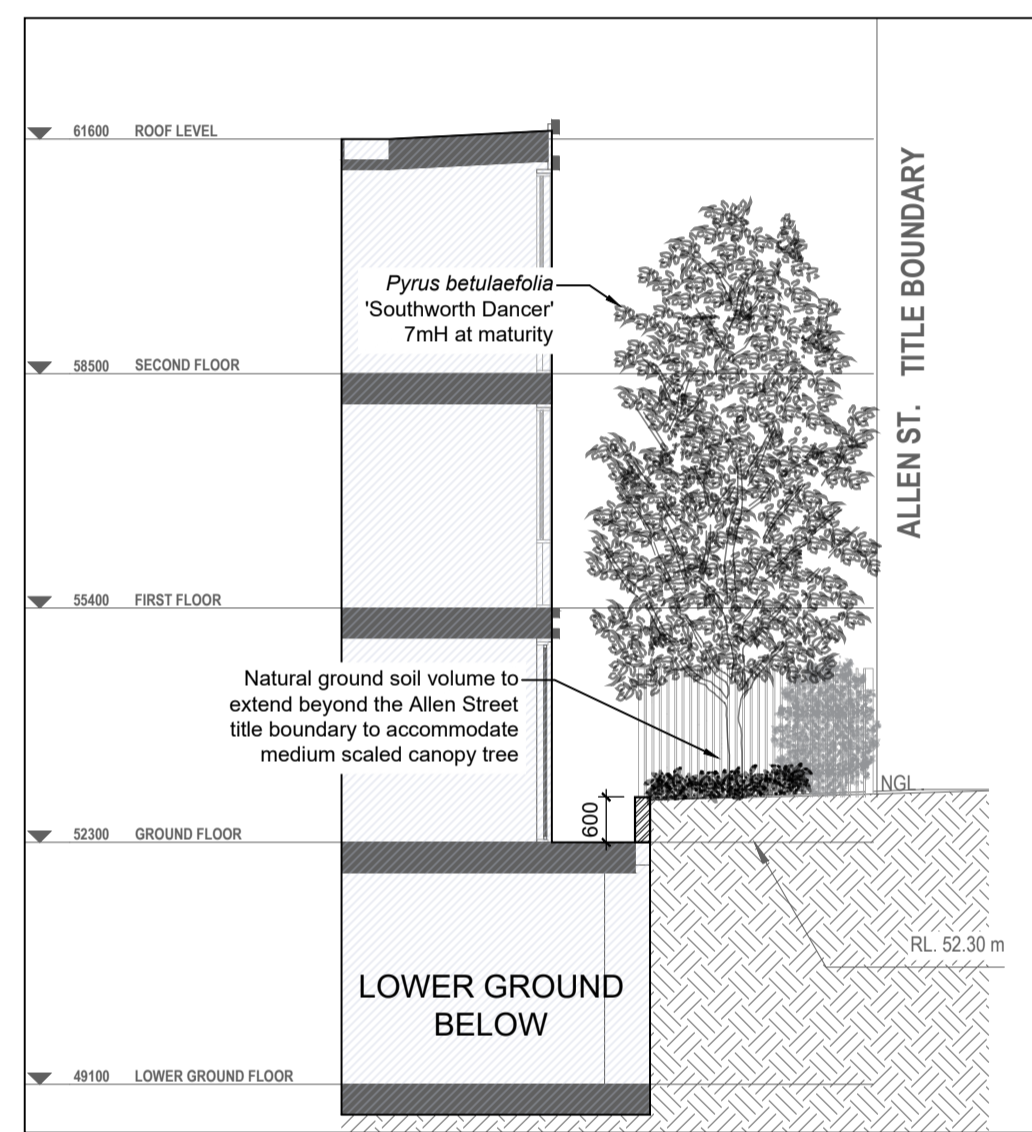 61600 ROOF LEVEL
Pyrus betulaefolia
'Southworth Dancer'
7mH at maturity
58500 SECOND FLOOR
ALLEN ST. TITLE BOUNDARY
55400 FIRST FLOOR
Natural ground soil volume to
extend beyond the Allen Street
title boundary to accommodate
medium scaled canopy tree
NGL
600
52300 GROUND FLOOR
RL. 52.30 m
LOWER GROUND
BELOW
49100 LOWER GROUND FLOOR